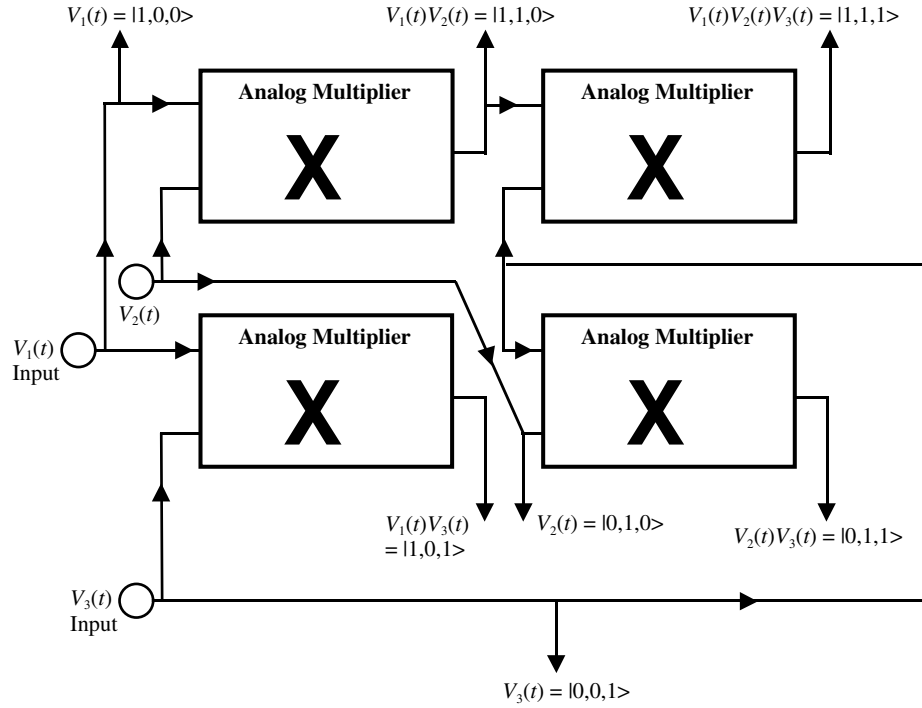 V₁(t) = |1,0,0>
V₁(t)V₂(t) = |1,1,0>
V₁(t)V₂(t)V₃(t) = |1,1,1>
Analog Multiplier
X
Analog Multiplier
X
V₂(t)
V₁(t)
Input
Analog Multiplier
X
Analog Multiplier
X
V₁(t)V₃(t)
= |1,0,1>
V₂(t) = |0,1,0>
V₂(t)V₃(t) = |0,1,1>
V₃(t)
Input
V₃(t) = |0,0,1>